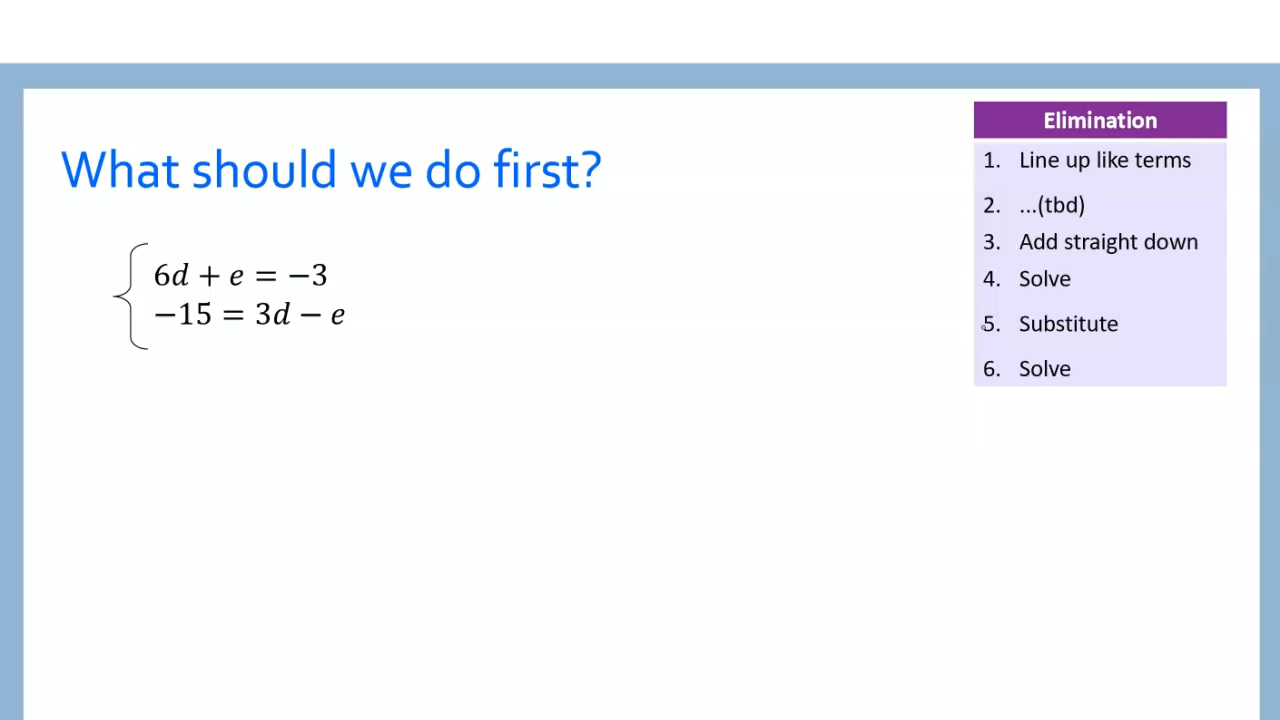 What should we do first?
6d + e = −3
−15 = 3d − e
Elimination
1. Line up like terms
2. ...(tbd)
3. Add straight down
4. Solve
5. Substitute
6. Solve